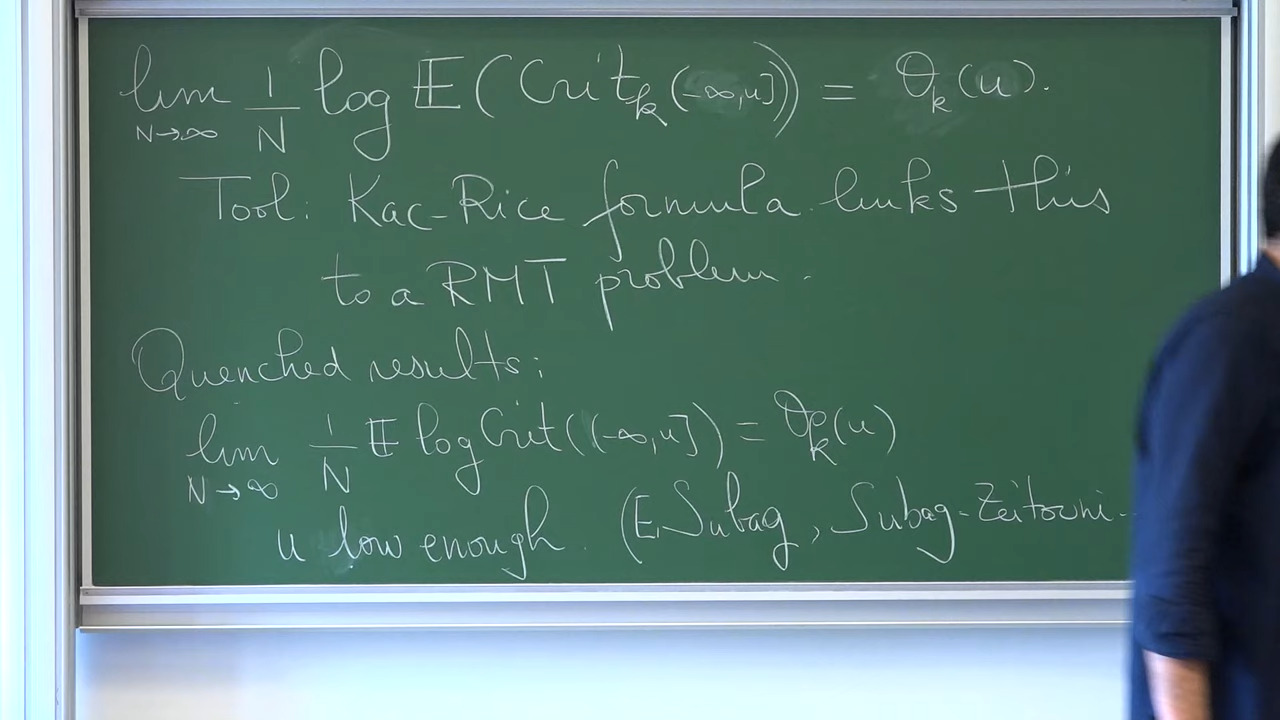 lim N→∞ 1/N log 𝔼(Crit_k(-∞,u]) = Θ_k(u).
Tool: Kac-Rice formula links this
to a RMT problem.
Quenched results:
lim N→∞ 1/N 𝔼 log Crit((-∞,u]) = (u)
u low enough. (E. Subag, Subag-Zeitouni